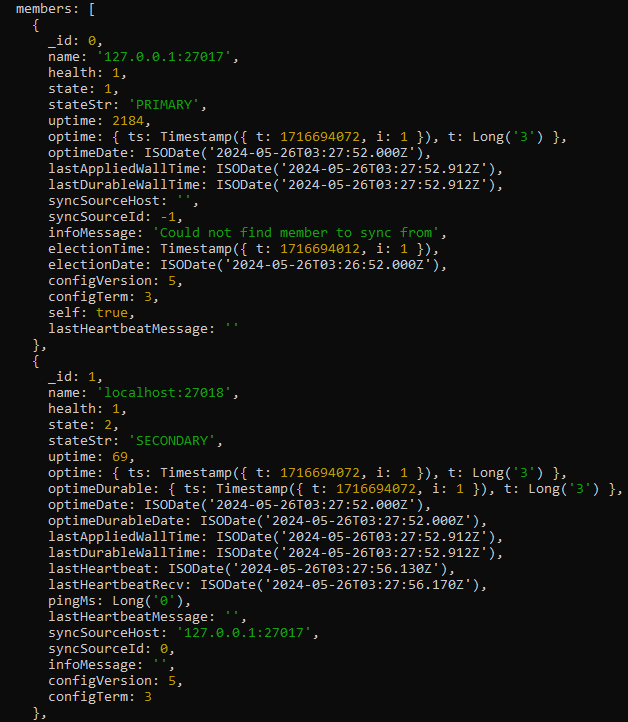 members: [
{
_id: 0,
name: '127.0.0.1:27017',
health: 1,
state: 1,
stateStr: 'PRIMARY',
uptime: 2184,
optime: { ts: Timestamp({ t: 1716694072, i: 1 }), t: Long('3') },
optimeDate: ISODate('2024-05-26T03:27:52.000Z'),
lastAppliedWallTime: ISODate('2024-05-26T03:27:52.912Z'),
lastDurableWallTime: ISODate('2024-05-26T03:27:52.912Z'),
syncSourceHost: '',
syncSourceId: -1,
infoMessage: 'Could not find member to sync from',
electionTime: Timestamp({ t: 1716694012, i: 1 }),
electionDate: ISODate('2024-05-26T03:26:52.000Z'),
configVersion: 5,
configTerm: 3,
self: true,
lastHeartbeatMessage: ''
},
{
_id: 1,
name: 'localhost:27018',
health: 1,
state: 2,
stateStr: 'SECONDARY',
uptime: 69,
optime: { ts: Timestamp({ t: 1716694072, i: 1 }), t: Long('3') },
optimeDurable: { ts: Timestamp({ t: 1716694072, i: 1 }), t: Long('3') },
optimeDate: ISODate('2024-05-26T03:27:52.000Z'),
optimeDurableDate: ISODate('2024-05-26T03:27:52.000Z'),
lastAppliedWallTime: ISODate('2024-05-26T03:27:52.912Z'),
lastDurableWallTime: ISODate('2024-05-26T03:27:52.912Z'),
lastHeartbeat: ISODate('2024-05-26T03:27:56.130Z'),
lastHeartbeatRecv: ISODate('2024-05-26T03:27:56.170Z'),
pingMs: Long('0'),
lastHeartbeatMessage: '',
syncSourceHost: '127.0.0.1:27017',
syncSourceId: 0,
infoMessage: '',
configVersion: 5,
configTerm: 3
},